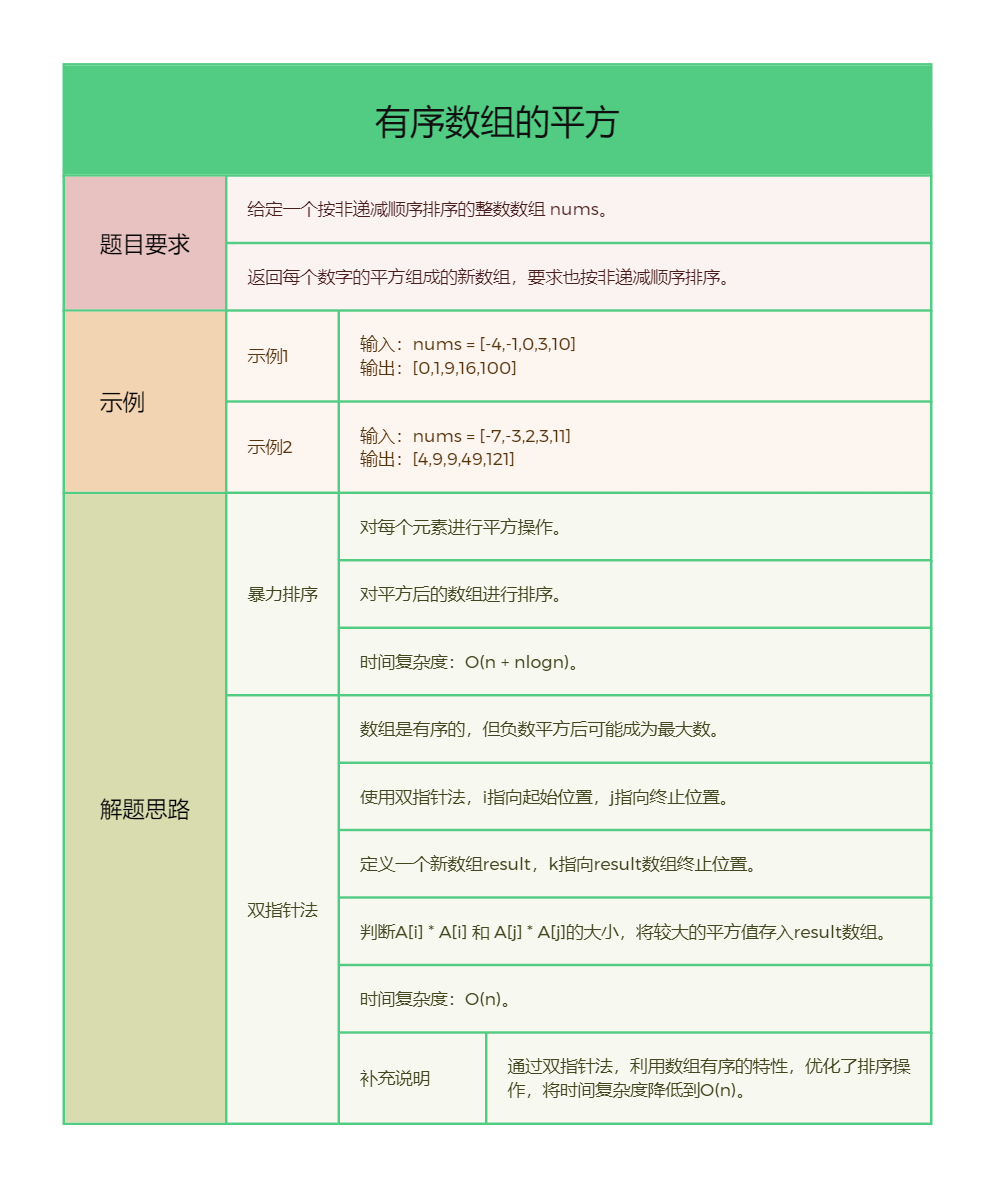 有序数组的平方
题目要求
给定一个按非递减顺序排序的整数数组 nums。
返回每个数字的平方组成的新数组，要求也按非递减顺序排序。
示例
示例1
输入：nums = [-4,-1,0,3,10]
输出：[0,1,9,16,100]
示例2
输入：nums = [-7,-3,2,3,11]
输出：[4,9,9,49,121]
解题思路
暴力排序
对每个元素进行平方操作。
对平方后的数组进行排序。
时间复杂度：O(n + nlogn)。
双指针法
数组是有序的，但负数平方后可能成为最大数。
使用双指针法，i指向起始位置，j指向终止位置。
定义一个新数组result，k指向result数组终止位置。
判断A[i] * A[i] 和 A[j] * A[j]的大小，将较大的平方值存入result数组。
时间复杂度：O(n)。
补充说明
通过双指针法，利用数组有序的特性，优化了排序操
作，将时间复杂度降低到O(n)。